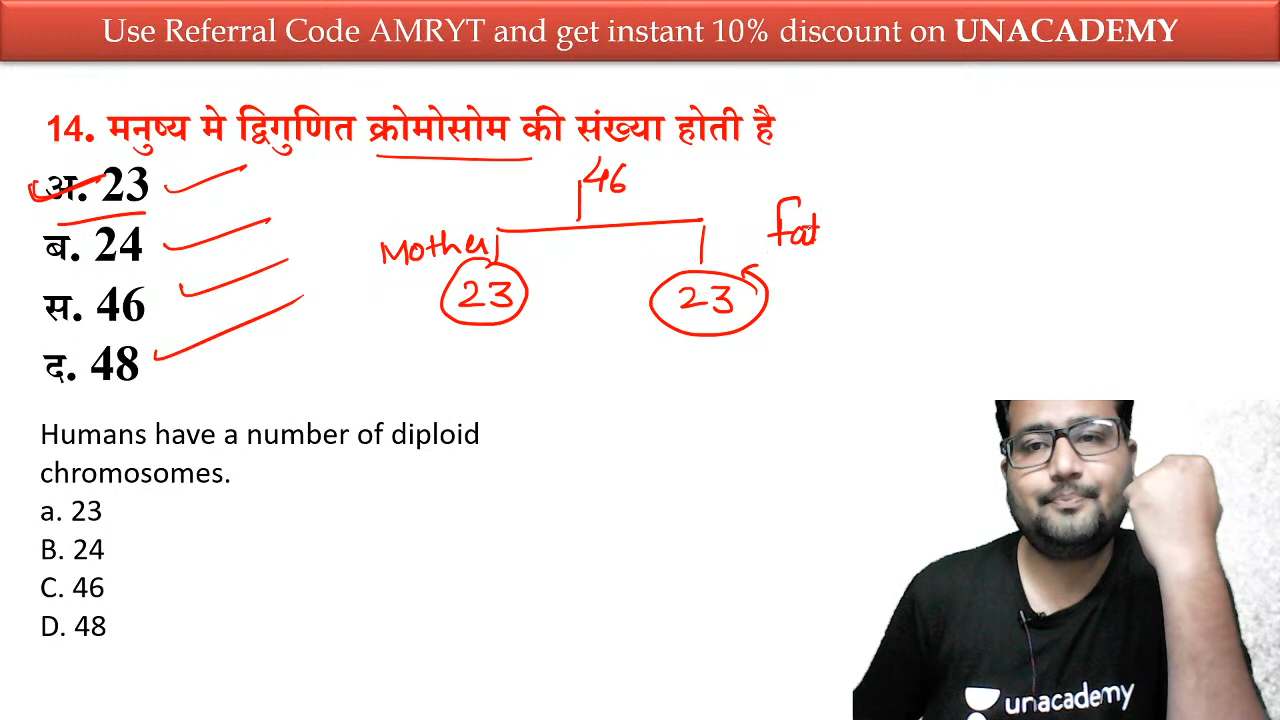 Use Referral Code AMRYT and get instant 10% discount on UNACADEMY
14. मनुष्य मे द्विगुणित क्रोमोसोम की संख्या होती है
अ. 23
ब. 24
स. 46
द. 48
46
Mother
fat
23
23
Humans have a number of diploid
chromosomes.
a. 23
B. 24
C. 46
D. 48
unacademy